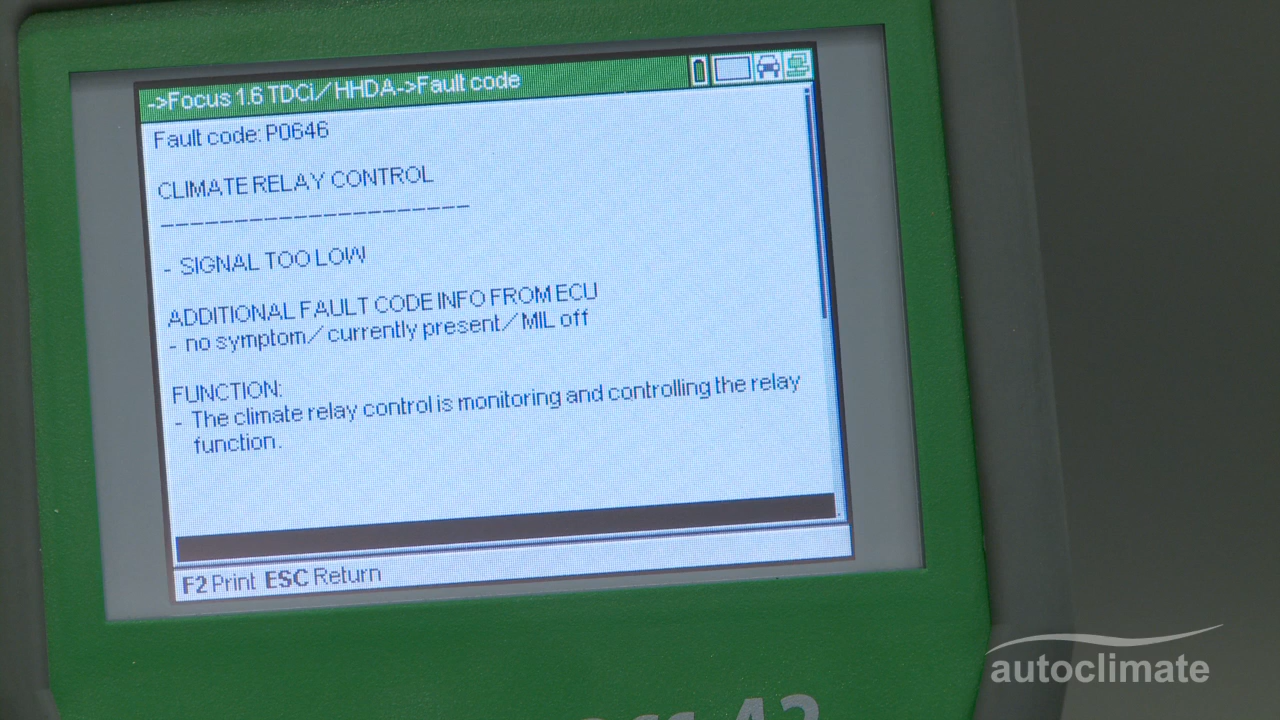 ->Focus 1.6 TDCi/HHDA->Fault code
Fault code: P0646
CLIMATE RELAY CONTROL
---------------------
- SIGNAL TOO LOW
ADDITIONAL FAULT CODE INFO FROM ECU
- no symptom/currently present/MIL off
FUNCTION:
- The climate relay control is monitoring and controlling the relay
function.
F2 Print ESC Return
autoclimate